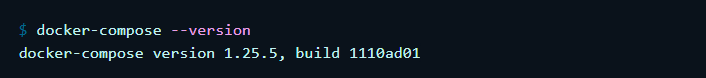 $ docker-compose --version
docker-compose version 1.25.5, build 1110ad01